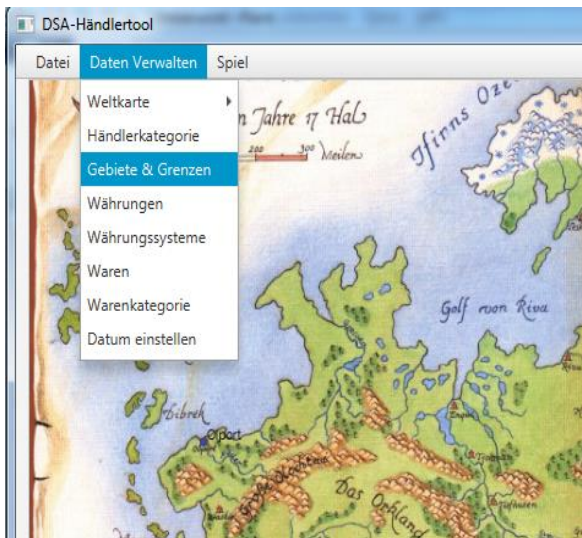 DSA-Händlertool
Datei Daten Verwalten Spiel
Weltkarte
Händlerkategorie
Gebiete & Grenzen
Währungen
Währungssysteme
Waren
Warenkategorie
Datum einstellen
n Jahre 17 Hal
200 300 Meilen
Ifirns Oze
Golf von Riva
Olport
Das Orkland